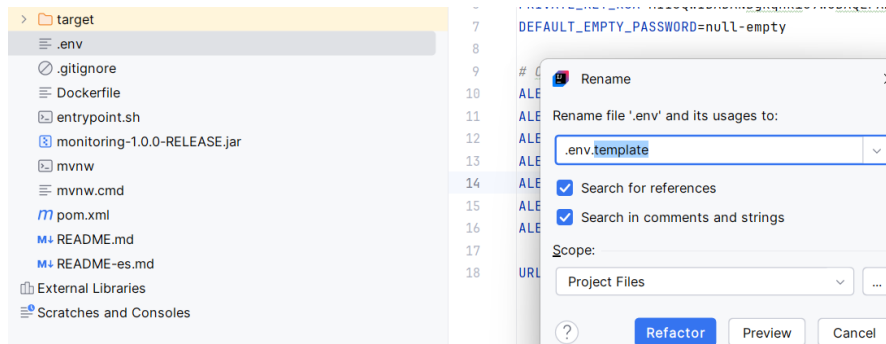 target
.env
.gitignore
Dockerfile
entrypoint.sh
monitoring-1.0.0-RELEASE.jar
mvnw
mvnw.cmd
pom.xml
README.md
README-es.md
External Libraries
Scratches and Consoles
7 DEFAULT_EMPTY_PASSWORD=null-empty
8
9 #
10 ALE
11 ALE
12 ALE
13 ALE
14 ALE
15 ALE
16 ALE
17
18 URL
Rename
Rename file '.env' and its usages to:
.env.template
Search for references
Search in comments and strings
Scope:
Project Files
...
?
Refactor
Preview
Cancel